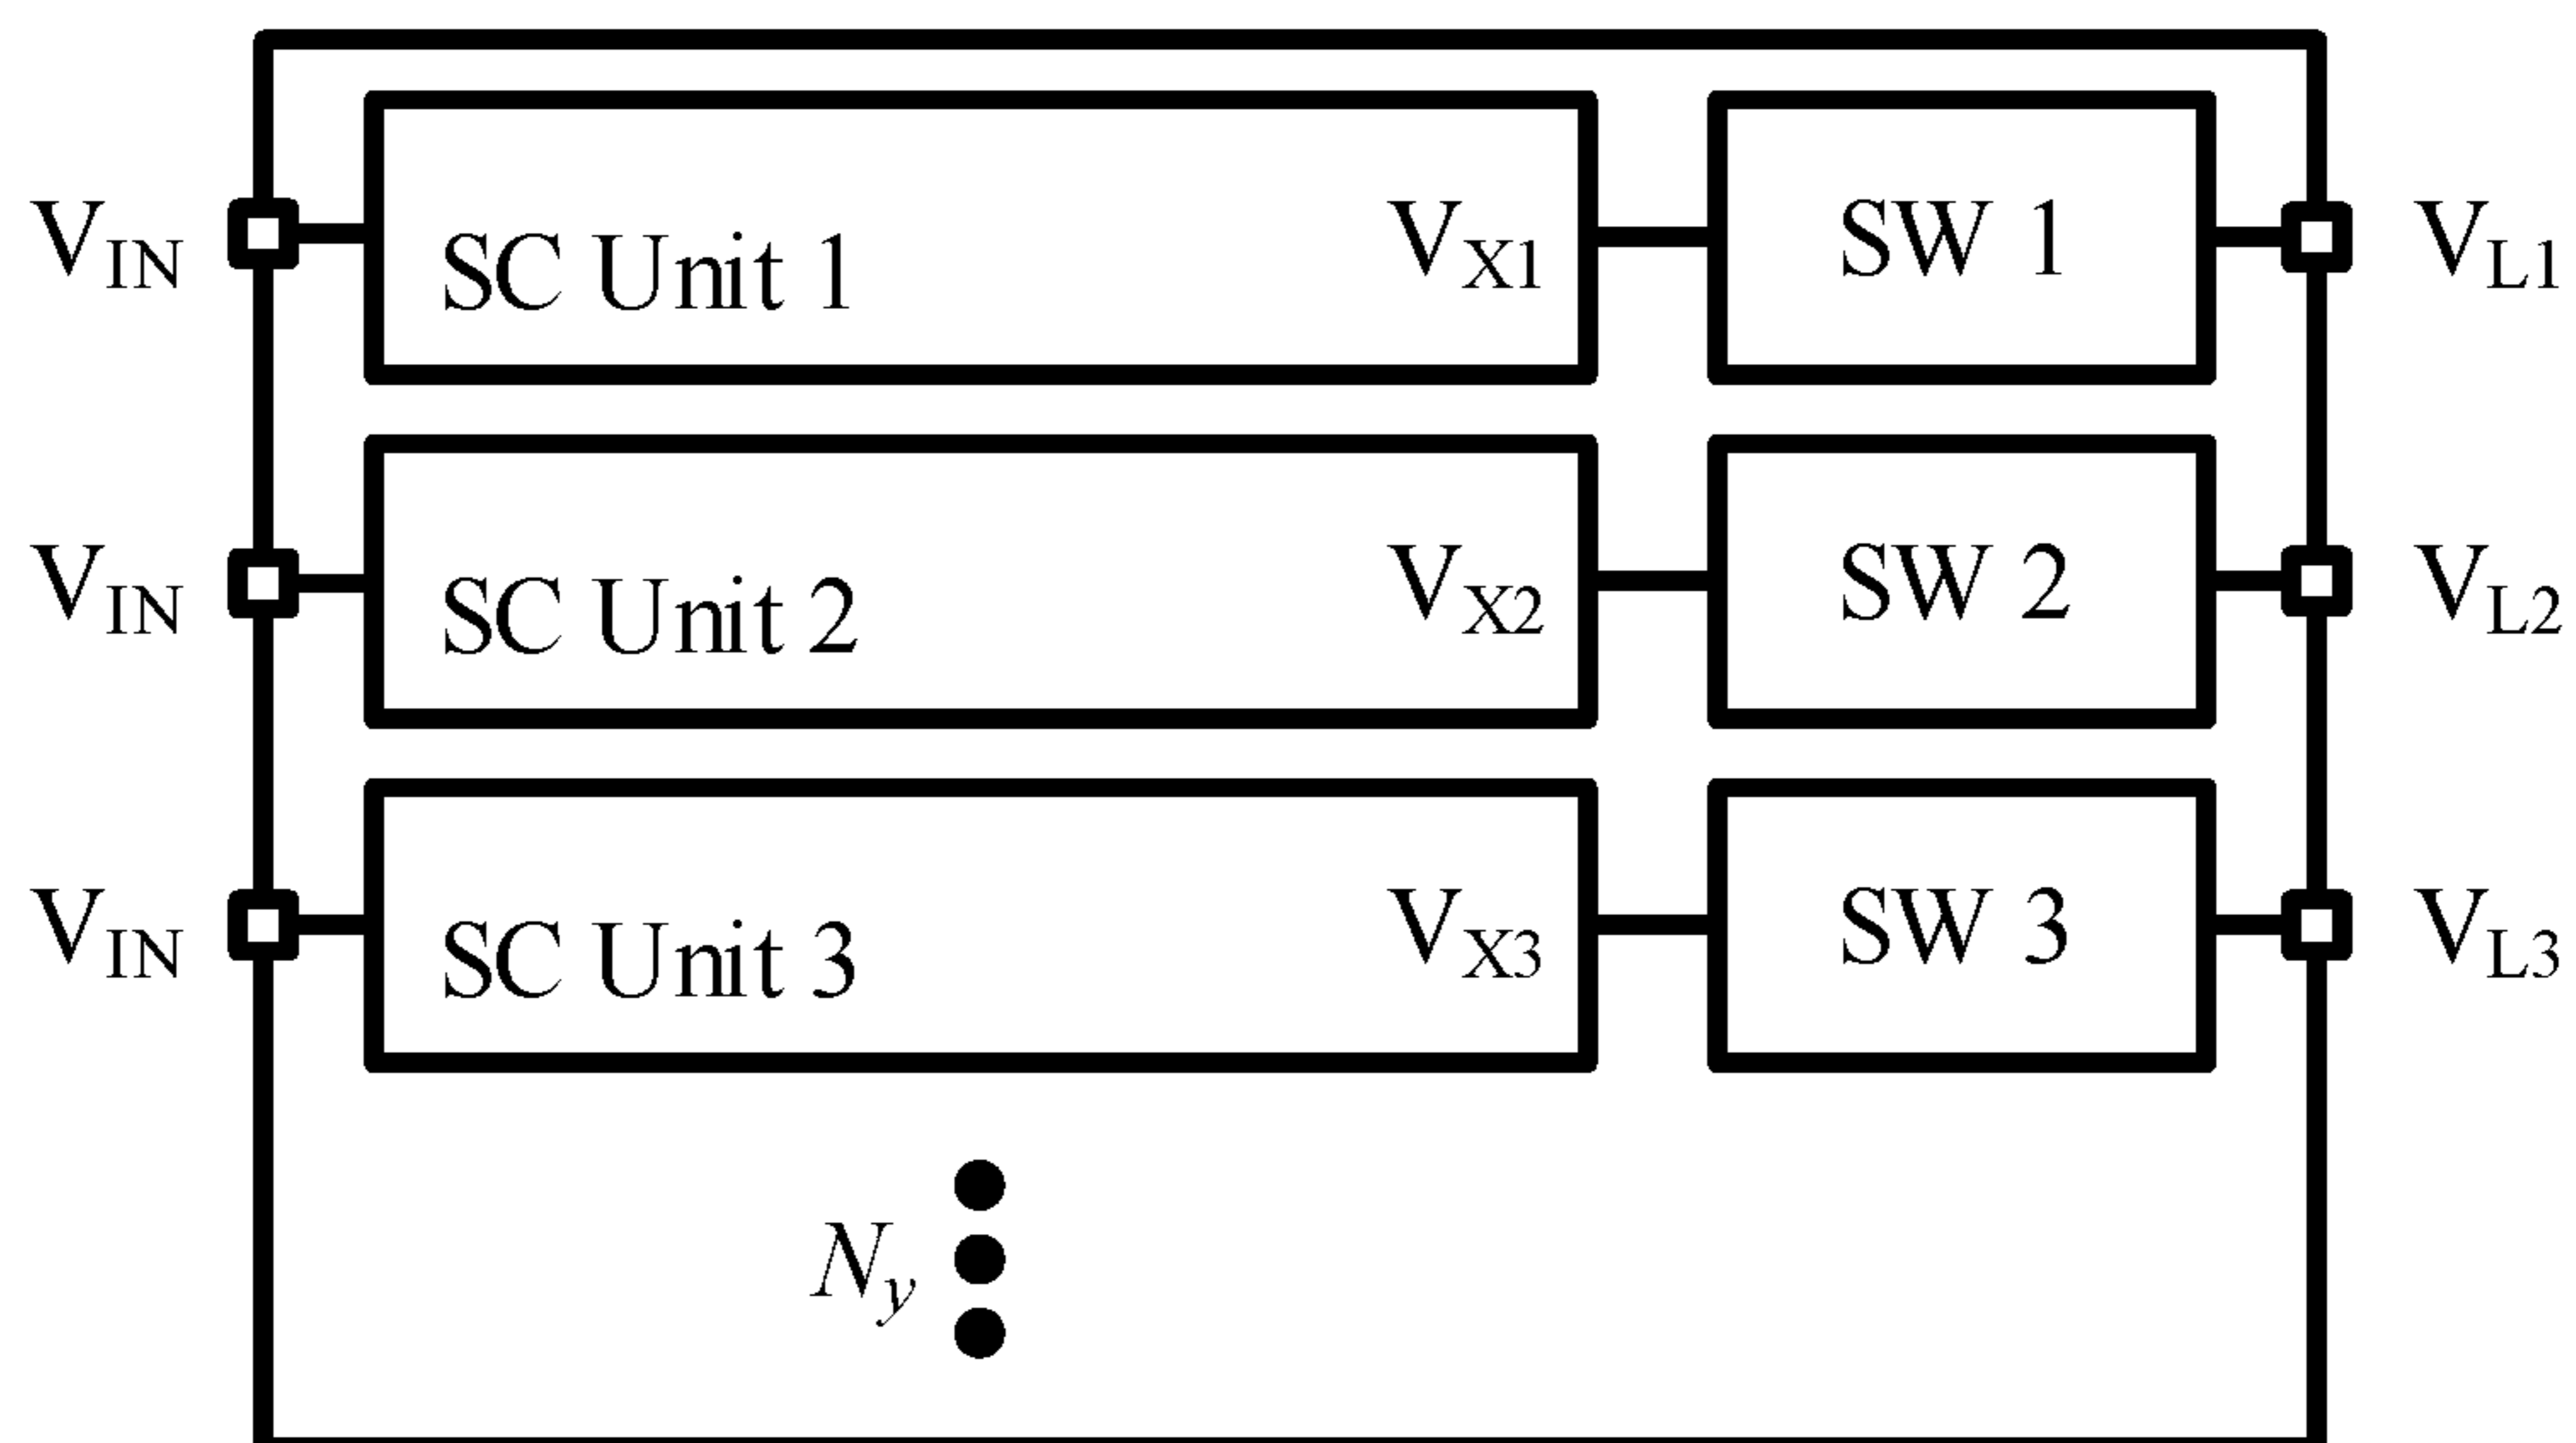 V_IN SC Unit 1 V_X1 SW 1 V_L1
V_IN SC Unit 2 V_X2 SW 2 V_L2
V_IN SC Unit 3 V_X3 SW 3 V_L3
N_y